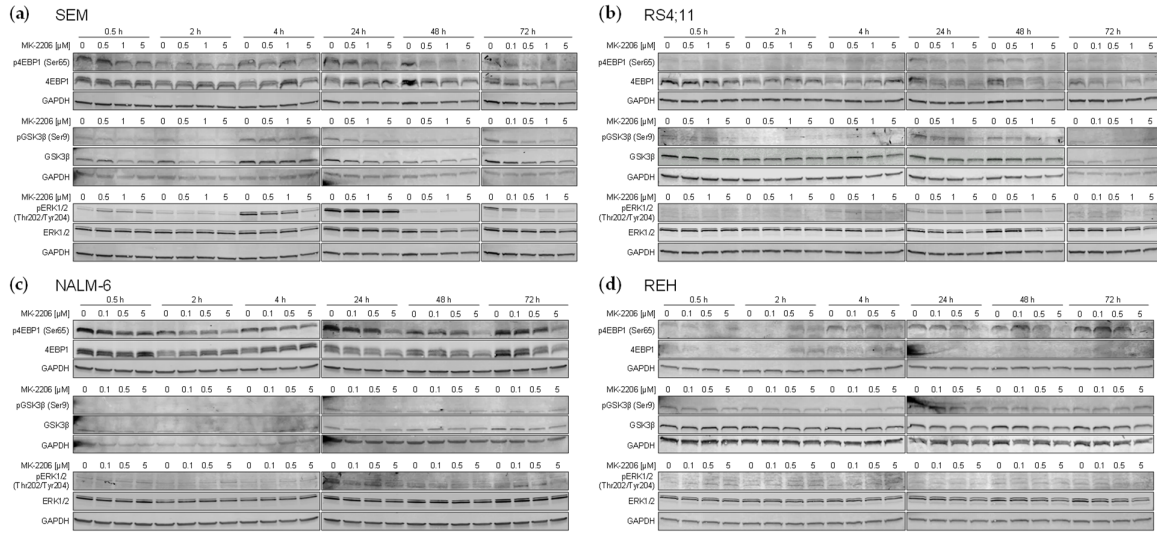 (a) SEM
0.5 h 2 h 4 h 24 h 48 h 72 h
MK-2206 [µM] 0 0.5 1 5 0 0.5 1 5 0 0.5 1 5 0 0.5 1 5 0 0.5 1 5 0 0.1 0.5 5
p4EBP1 (Ser65)
4EBP1
GAPDH
MK-2206 [µM] 0 0.5 1 5 0 0.5 1 5 0 0.5 1 5 0 0.5 1 5 0 0.5 1 5 0 0.1 0.5 5
pGSK3β (Ser9)
GSK3β
GAPDH
MK-2206 [µM] 0 0.5 1 5 0 0.5 1 5 0 0.5 1 5 0 0.5 1 5 0 0.5 1 5 0 0.1 0.5 5
pERK1/2
(Thr202/Tyr204)
ERK1/2
GAPDH
(b) RS4;11
0.5 h 2 h 4 h 24 h 48 h 72 h
MK-2206 [µM] 0 0.5 1 5 0 0.5 1 5 0 0.5 1 5 0 0.5 1 5 0 0.5 1 5 0 0.1 0.5 5
p4EBP1 (Ser65)
4EBP1
GAPDH
MK-2206 [µM] 0 0.5 1 5 0 0.5 1 5 0 0.5 1 5 0 0.5 1 5 0 0.5 1 5 0 0.1 0.5 5
pGSK3β (Ser9)
GSK3β
GAPDH
MK-2206 [µM] 0 0.5 1 5 0 0.5 1 5 0 0.5 1 5 0 0.5 1 5 0 0.5 1 5 0 0.5 1 5
pERK1/2
(Thr202/Tyr204)
ERK1/2
GAPDH
(c) NALM-6
0.5 h 2 h 4 h 24 h 48 h 72 h
MK-2206 [µM] 0 0.1 0.5 5 0 0.1 0.5 5 0 0.1 0.5 5 0 0.1 0.5 5 0 0.1 0.5 5 0 0.1 0.5 5
p4EBP1 (Ser65)
4EBP1
GAPDH
MK-2206 [µM] 0 0.1 0.5 5 0 0.1 0.5 5 0 0.1 0.5 5 0 0.1 0.5 5 0 0.1 0.5 5 0 0.1 0.5 5
pGSK3β (Ser9)
GSK3β
GAPDH
MK-2206 [µM] 0 0.1 0.5 5 0 0.1 0.5 5 0 0.1 0.5 5 0 0.1 0.5 5 0 0.1 0.5 5 0 0.1 0.5 5
pERK1/2
(Thr202/Tyr204)
ERK1/2
GAPDH
(d) REH
0.5 h 2 h 4 h 24 h 48 h 72 h
MK-2206 [µM] 0 0.1 0.5 5 0 0.1 0.5 5 0 0.1 0.5 5 0 0.1 0.5 5 0 0.1 0.5 5 0 0.1 0.5 5
p4EBP1 (Ser65)
4EBP1
GAPDH
MK-2206 [µM] 0 0.1 0.5 5 0 0.1 0.5 5 0 0.1 0.5 5 0 0.1 0.5 5 0 0.1 0.5 5 0 0.1 0.5 5
pGSK3β (Ser9)
GSK3β
GAPDH
MK-2206 [µM] 0 0.1 0.5 5 0 0.1 0.5 5 0 0.1 0.5 5 0 0.1 0.5 5 0 0.1 0.5 5 0 0.1 0.5 5
pERK1/2
(Thr202/Tyr204)
ERK1/2
GAPDH